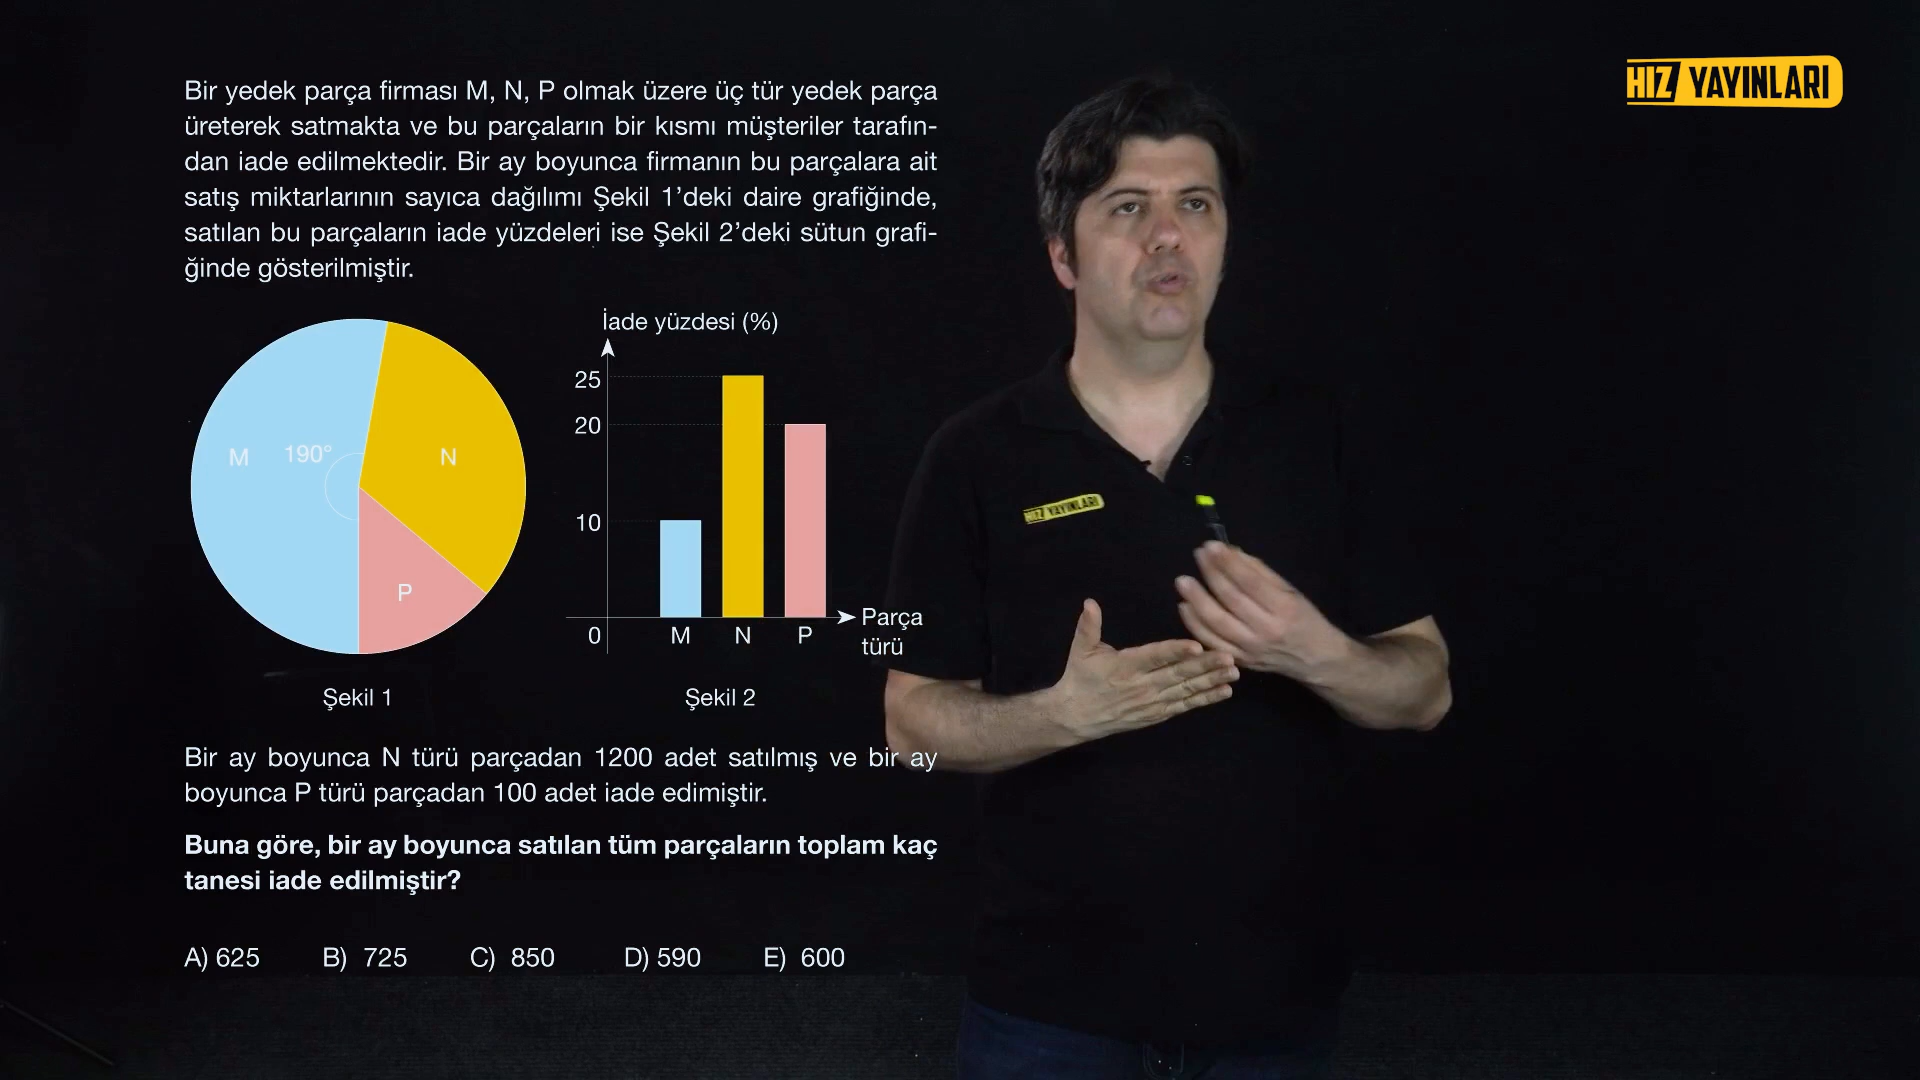 HIZ YAYINLARI
Bir yedek parça firması M, N, P olmak üzere üç tür yedek parça
üreterek satmakta ve bu parçaların bir kısmı müşteriler tarafın-
dan iade edilmektedir. Bir ay boyunca firmanın bu parçalara ait
satış miktarlarının sayıca dağılımı Şekil 1'deki daire grafiğinde,
satılan bu parçaların iade yüzdeleri ise Şekil 2'deki sütun grafi-
ğinde gösterilmiştir.
M 190° N
P
Şekil 1
İade yüzdesi (%)
25
20
10
0 M N P
Parça
türü
Şekil 2
HIZ YAYINLARI
Bir ay boyunca N türü parçadan 1200 adet satılmış ve bir ay
boyunca P türü parçadan 100 adet iade edimiştir.
Buna göre, bir ay boyunca satılan tüm parçaların toplam kaç
tanesi iade edilmiştir?
A) 625 B) 725 C) 850 D) 590 E) 600